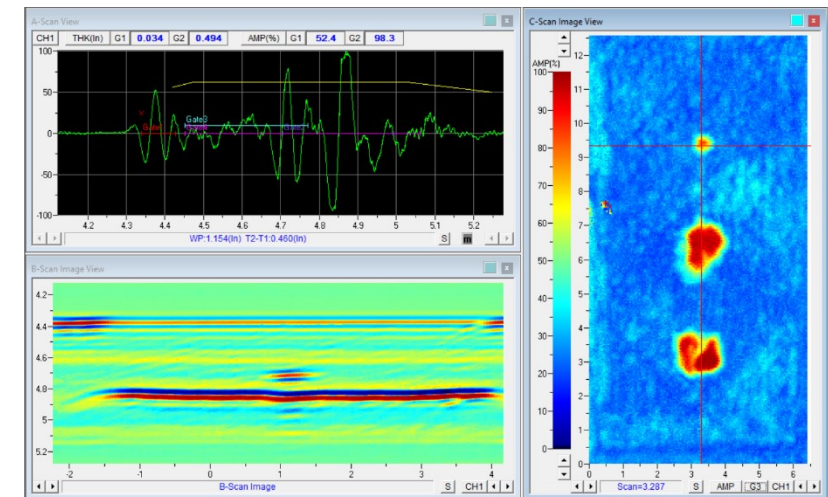 A-Scan View
CH1 THK(In) G1 0.034 G2 0.494 AMP(%) G1 52.4 G2 98.3
100
50
0
-50
-100
Gate3
4.2 4.3 4.4 4.5 4.6 4.7 4.8 4.9 5 5.1 5.2
WP:1.154(In) T2-T1:0.460(In) S
B-Scan Image View
4.2
4.4
4.6
4.8
5
5.2
-2 -1 0 1 2 3 4
B-Scan Image S CH1
C-Scan Image View
AMP(%)
100
90
80
70
60
50
40
30
20
10
0
12
11
10
9
8
7
6
5
4
3
2
1
0
0 1 2 3 4 5 6
Scan=3.287 S AMP G3 CH1